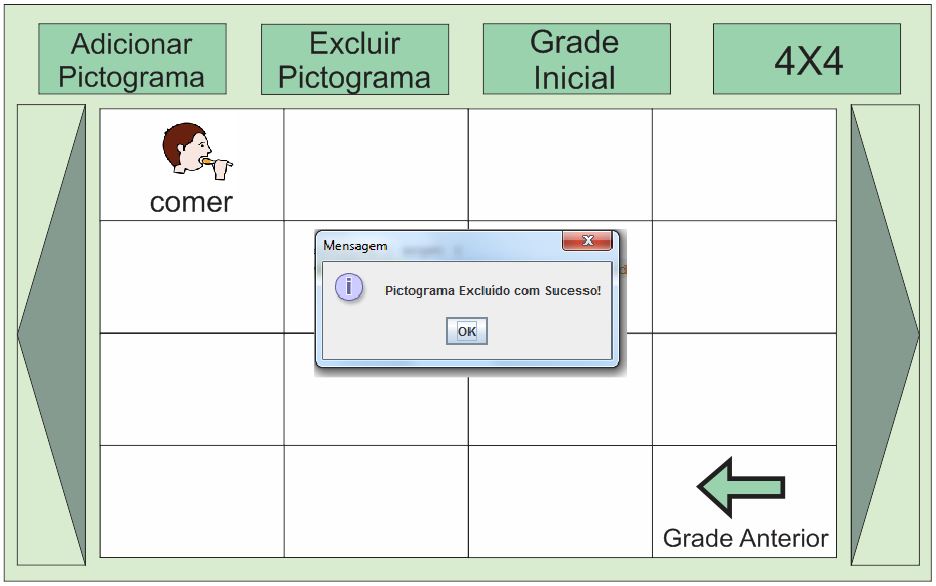 Adicionar
Pictograma
Excluir
Pictograma
Grade
Inicial
4X4
comer
Mensagem
i
Pictograma Excluído com Sucesso!
OK
Grade Anterior